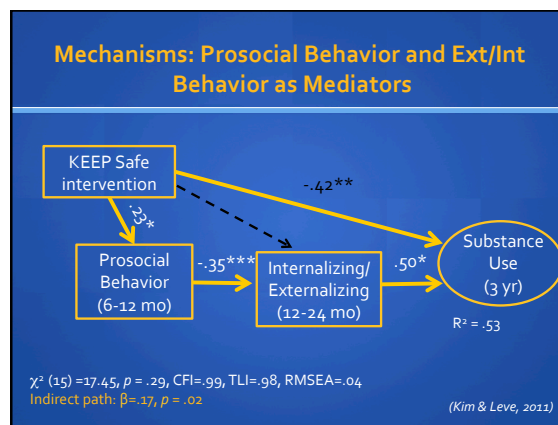 Mechanisms: Prosocial Behavior and Ext/Int
Behavior as Mediators
KEEP Safe
intervention
-.42**
.23*
Prosocial
Behavior
(6-12 mo)
-.35***
Internalizing/
Externalizing
(12-24 mo)
.50*
Substance
Use
(3 yr)
R² = .53
χ² (15) =17.45, p = .29, CFI=.99, TLI=.98, RMSEA=.04
Indirect path: β=.17, p = .02
(Kim & Leve, 2011)